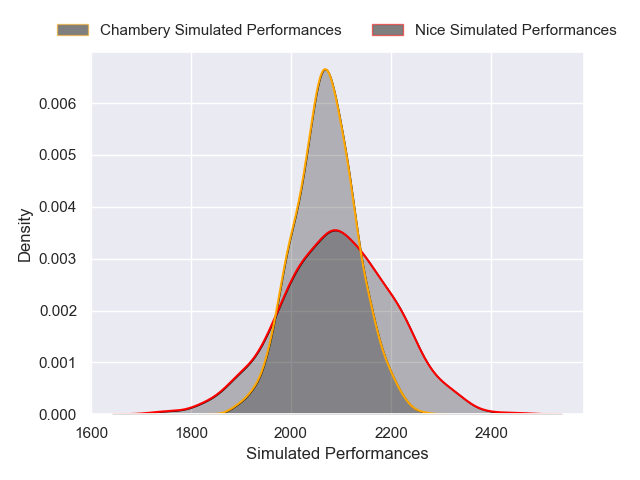 Chambery Simulated Performances
Nice Simulated Performances
0.006
0.005
0.004
0.003
0.002
0.001
0.000
Density
1600 1800 2000 2200 2400
Simulated Performances